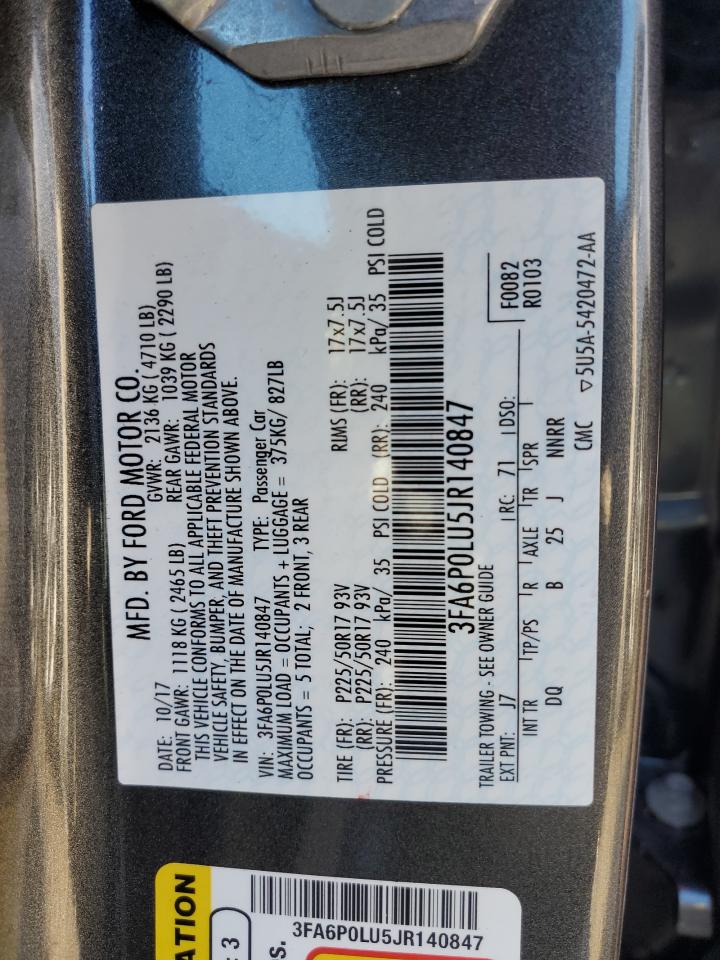 MFD. BY FORD MOTOR CO.
DATE: 10/17 GVWR: 2136 KG ( 4710 LB)
FRONT GAWR: 1118 KG ( 2465 LB) REAR GAWR: 1039 KG ( 2290 LB)
THIS VEHICLE CONFORMS TO ALL APPLICABLE FEDERAL MOTOR
VEHICLE SAFETY, BUMPER, AND THEFT PREVENTION STANDARDS
IN EFFECT ON THE DATE OF MANUFACTURE SHOWN ABOVE.
VIN: 3FA6P0LU5JR140847 TYPE: Passenger Car
MAXIMUM LOAD = OCCUPANTS + LUGGAGE = 375KG/ 827LB
OCCUPANTS = 5 TOTAL; 2 FRONT, 3 REAR
TIRE (FR): P225/50R17 93V RIMS (FR): 17x7.5J
(RR): P225/50R17 93V (RR): 17x7.5J
PRESSURE (FR): 240 kPa/ 35 PSI COLD (RR): 240 kPa/ 35 PSI COLD
3FA6P0LU5JR140847
TRAILER TOWING - SEE OWNER GUIDE F0082
EXT PNT: J7 RC: 71 DSO: R0103
INT TR TP/PS R AXLE TR SPR
DQ B 25 J NNRR
CMC ▽5U5A-5420472-AA
ATION
: 3
3FA6P0LU5JR140847